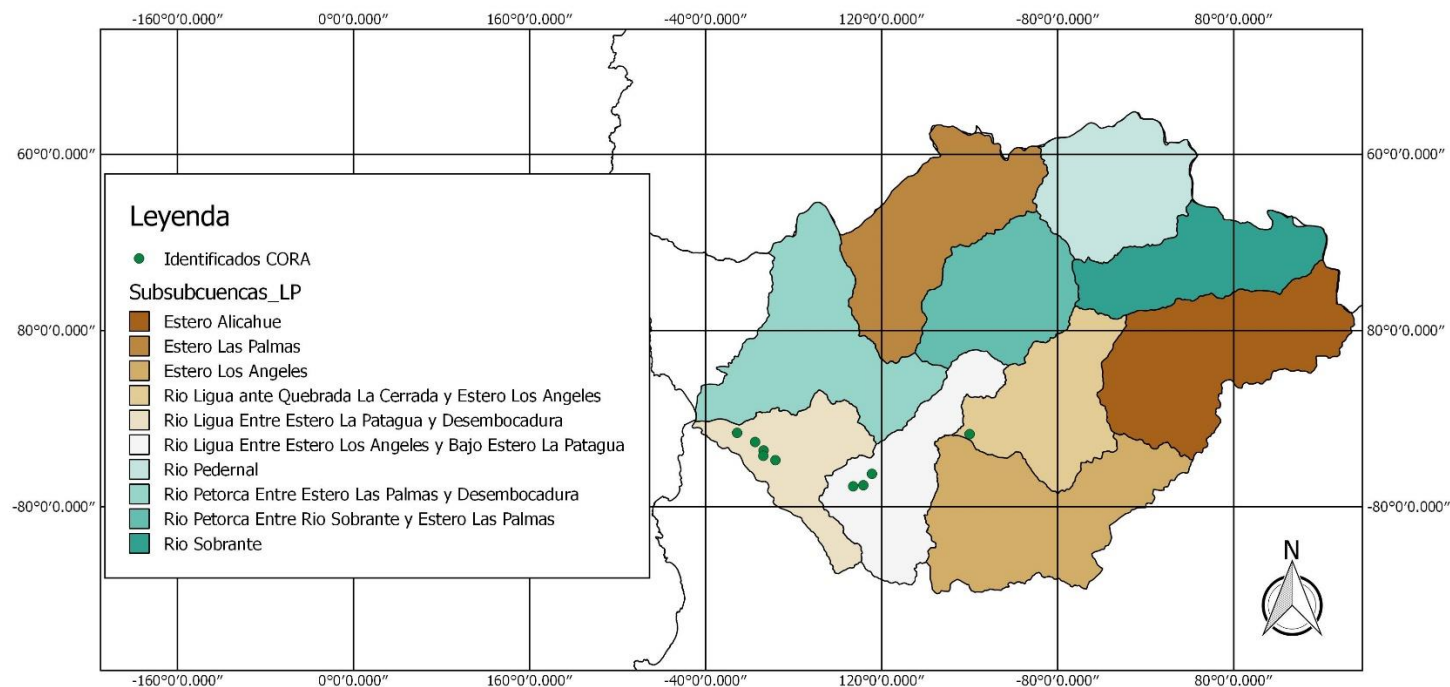 -160°0′0.000″ 0°0′0.000″ 160°0′0.000″ -40°0′0.000″ 120°0′0.000″ -80°0′0.000″ 80°0′0.000″
60°0′0.000″ 60°0′0.000″
Leyenda
Identificados CORA
Subsubcuencas_LP
Estero Alicahue
80°0′0.000″ 80°0′0.000″
Estero Las Palmas
Estero Los Angeles
Rio Ligua ante Quebrada La Cerrada y Estero Los Angeles
Rio Ligua Entre Estero La Patagua y Desembocadura
Rio Ligua Entre Estero Los Angeles y Bajo Estero La Patagua
Rio Pedernal
Rio Petorca Entre Estero Las Palmas y Desembocadura
-80°0′0.000″ -80°0′0.000″
Rio Petorca Entre Rio Sobrante y Estero Las Palmas
Rio Sobrante
N
-160°0′0.000″ 0°0′0.000″ 160°0′0.000″ -40°0′0.000″ 120°0′0.000″ -80°0′0.000″ 80°0′0.000″